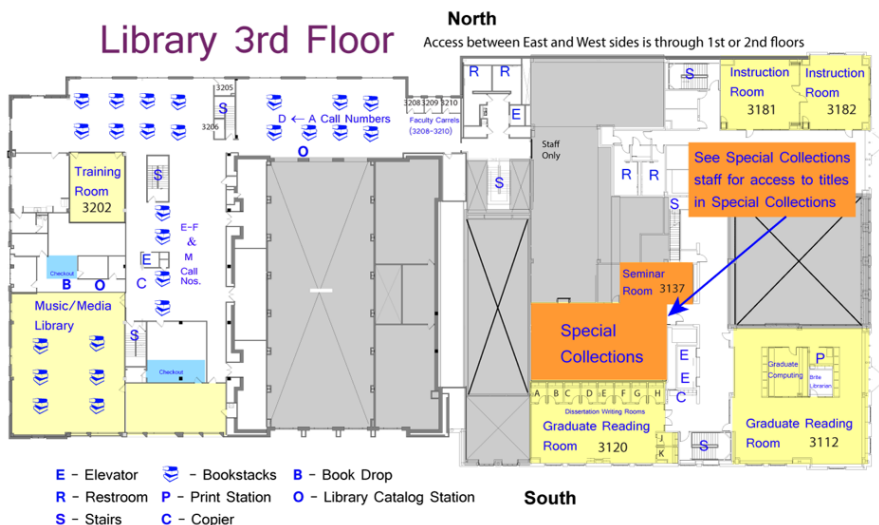 North
Library 3rd Floor
Access between East and West sides is through 1st or 2nd floors
3205
S
3206
D ← A Call Numbers
O
3208 3209 3210
Faculty Carrels
(3208-3210)
R R
E
S
Staff
Only
S
Instruction
Room
3181
Instruction
Room
3182
See Special Collections
staff for access to titles
in Special Collections
R R
S
Training
Room
3202
S
E-F
&
M
Call
Nos.
E
C
Checkout
B O
Music/Media
Library
S
Checkout
Seminar
Room 3137
Special
Collections
E
E
C
A B C D E F G H
Dissertation Writing Rooms
Graduate Reading
Room 3120
J
K
S
Graduate
Computing
P
Brite
Librarian
Graduate Reading
Room 3112
E - Elevator
- Bookstacks
B - Book Drop
R - Restroom
P - Print Station
O - Library Catalog Station
S - Stairs
C - Copier
South